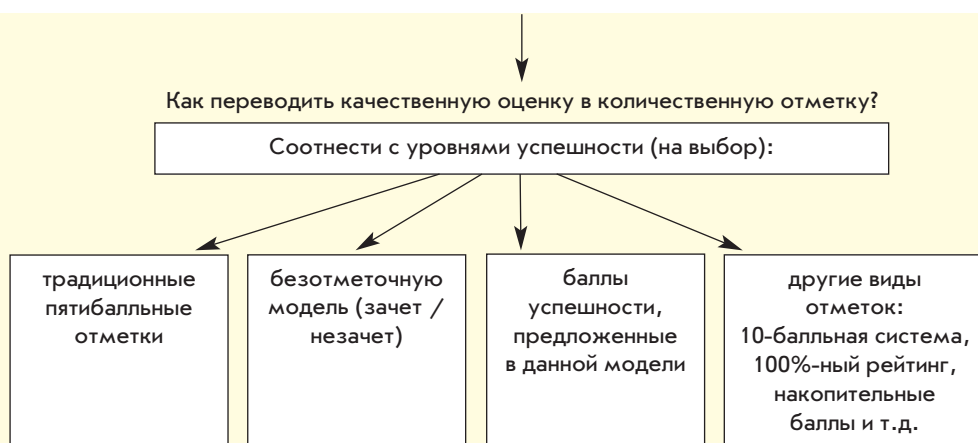 Как переводить качественную оценку в количественную отметку?
Соотнести с уровнями успешности (на выбор):
традиционные
пятибалльные
отметки
безотметочную
модель (зачет /
незачет)
баллы
успешности,
предложенные
в данной модели
другие виды
отметок:
10-балльная система,
100%-ный рейтинг,
накопительные
баллы и т.д.